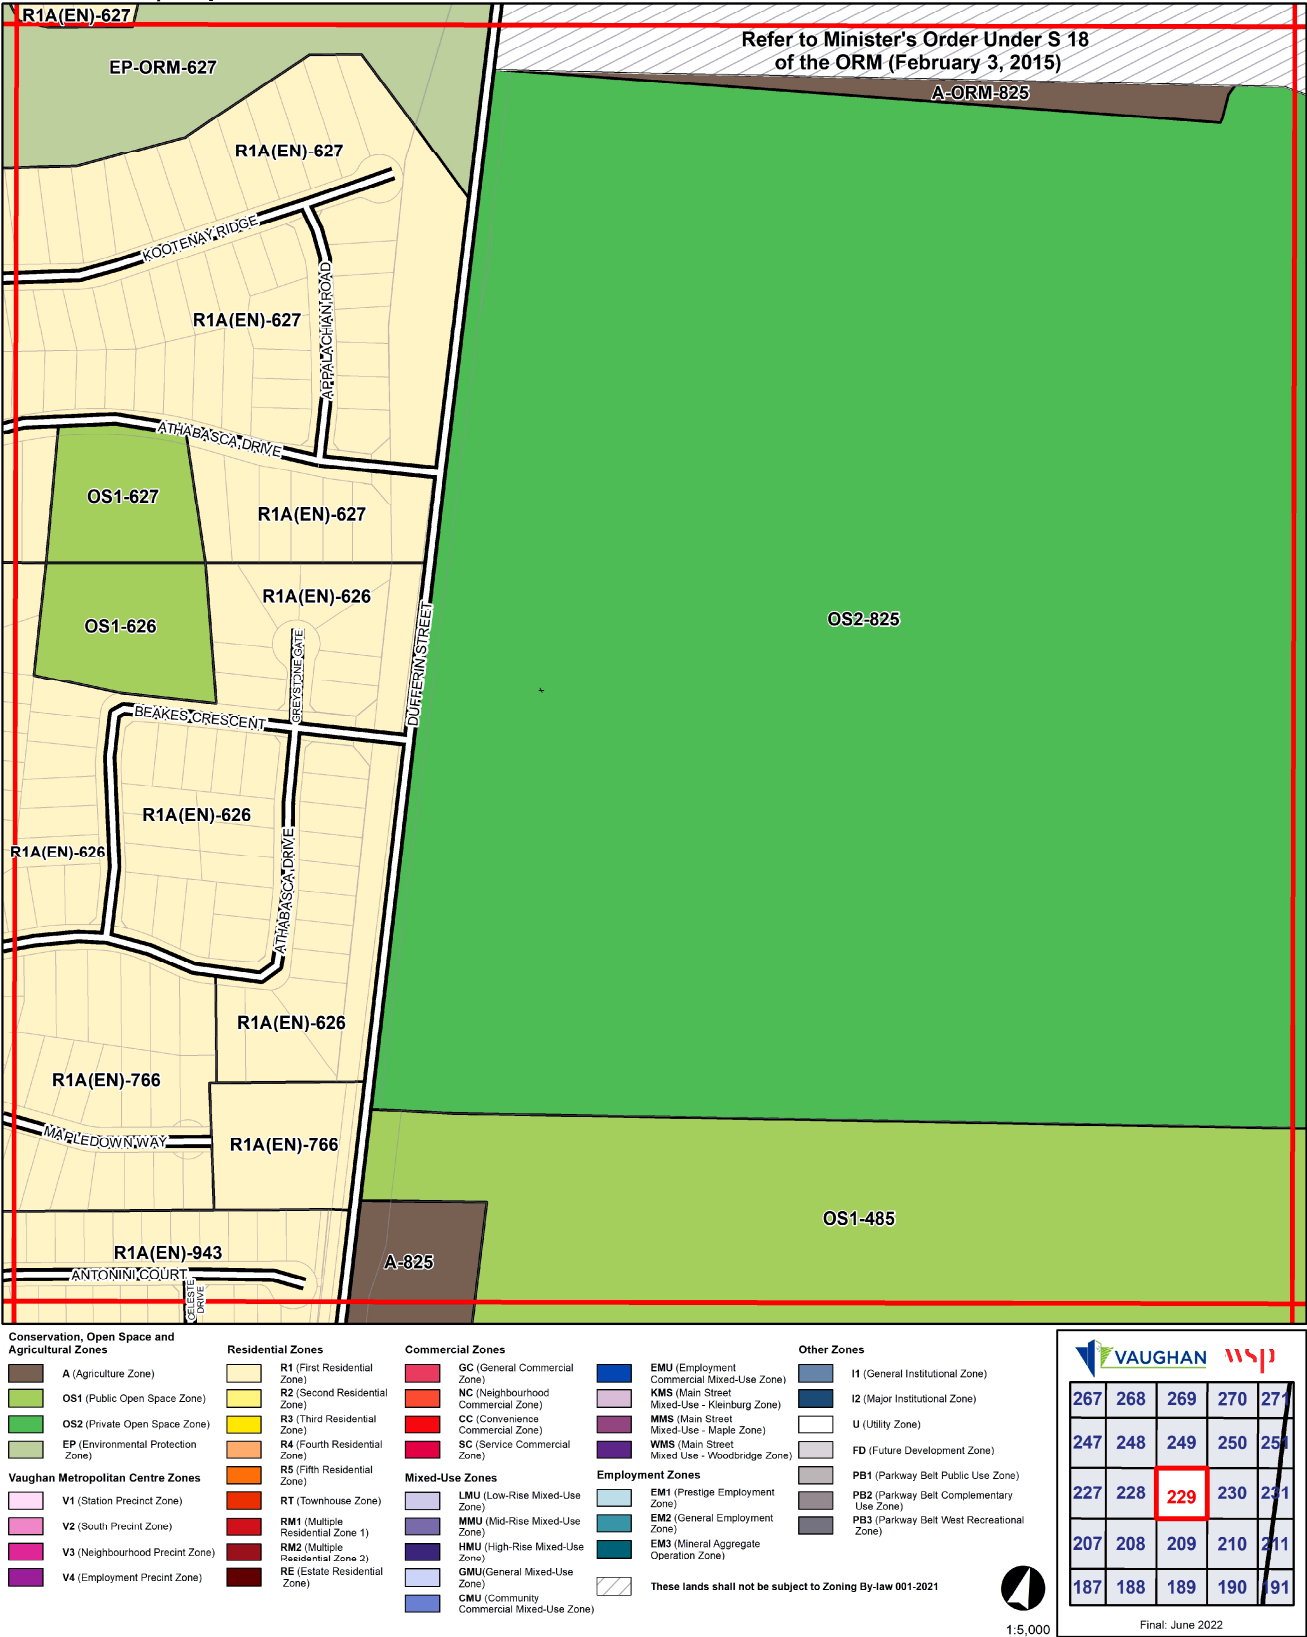 R1A(EN)-627
EP-ORM-627
Refer to Minister's Order Under S 18
of the ORM (February 3, 2015)
A-ORM-825
R1A(EN)-627
KOOTENAY RIDGE
APPALACHIAN ROAD
R1A(EN)-627
ATHABASCA DRIVE
OS1-627
R1A(EN)-627
R1A(EN)-626
OS1-626
OS2-825
GREYSTONE GATE
DUFFERIN STREET
BEAKES CRESCENT
R1A(EN)-626
R1A(EN)-626
ATHABASCA DRIVE
R1A(EN)-626
R1A(EN)-766
MAPLEDOWN WAY
R1A(EN)-766
OS1-485
R1A(EN)-943
A-825
ANTONINI COURT
CELESTE
DRIVE
Conservation, Open Space and
Agricultural Zones
A (Agriculture Zone)
OS1 (Public Open Space Zone)
OS2 (Private Open Space Zone)
EP (Environmental Protection
Zone)
Vaughan Metropolitan Centre Zones
V1 (Station Precinct Zone)
V2 (South Precint Zone)
V3 (Neighbourhood Precint Zone)
V4 (Employment Precint Zone)
Residential Zones
R1 (First Residential
Zone)
R2 (Second Residential
Zone)
R3 (Third Residential
Zone)
R4 (Fourth Residential
Zone)
R5 (Fifth Residential
Zone)
RT (Townhouse Zone)
RM1 (Multiple
Residential Zone 1)
RM2 (Multiple
Residential Zone 2)
RE (Estate Residential
Zone)
Commercial Zones
GC (General Commercial
Zone)
NC (Neighbourhood
Commercial Zone)
CC (Convenience
Commercial Zone)
SC (Service Commercial
Zone)
Mixed-Use Zones
LMU (Low-Rise Mixed-Use
Zone)
MMU (Mid-Rise Mixed-Use
Zone)
HMU (High-Rise Mixed-Use
Zone)
GMU(General Mixed-Use
Zone)
CMU (Community
Commercial Mixed-Use Zone)
EMU (Employment
Commercial Mixed-Use Zone)
KMS (Main Street
Mixed-Use - Kleinburg Zone)
MMS (Main Street
Mixed-Use - Maple Zone)
WMS (Main Street
Mixed Use - Woodbridge Zone)
Employment Zones
EM1 (Prestige Employment
Zone)
EM2 (General Employment
Zone)
EM3 (Mineral Aggregate
Operation Zone)
These lands shall not be subject to Zoning By-law 001-2021
Other Zones
I1 (General Institutional Zone)
I2 (Major Institutional Zone)
U (Utility Zone)
FD (Future Development Zone)
PB1 (Parkway Belt Public Use Zone)
PB2 (Parkway Belt Complementary
Use Zone)
PB3 (Parkway Belt West Recreational
Zone)
1:5,000
VAUGHAN wsp
267 268 269 270 271
247 248 249 250 251
227 228 229 230 231
207 208 209 210 211
187 188 189 190 191
Final: June 2022